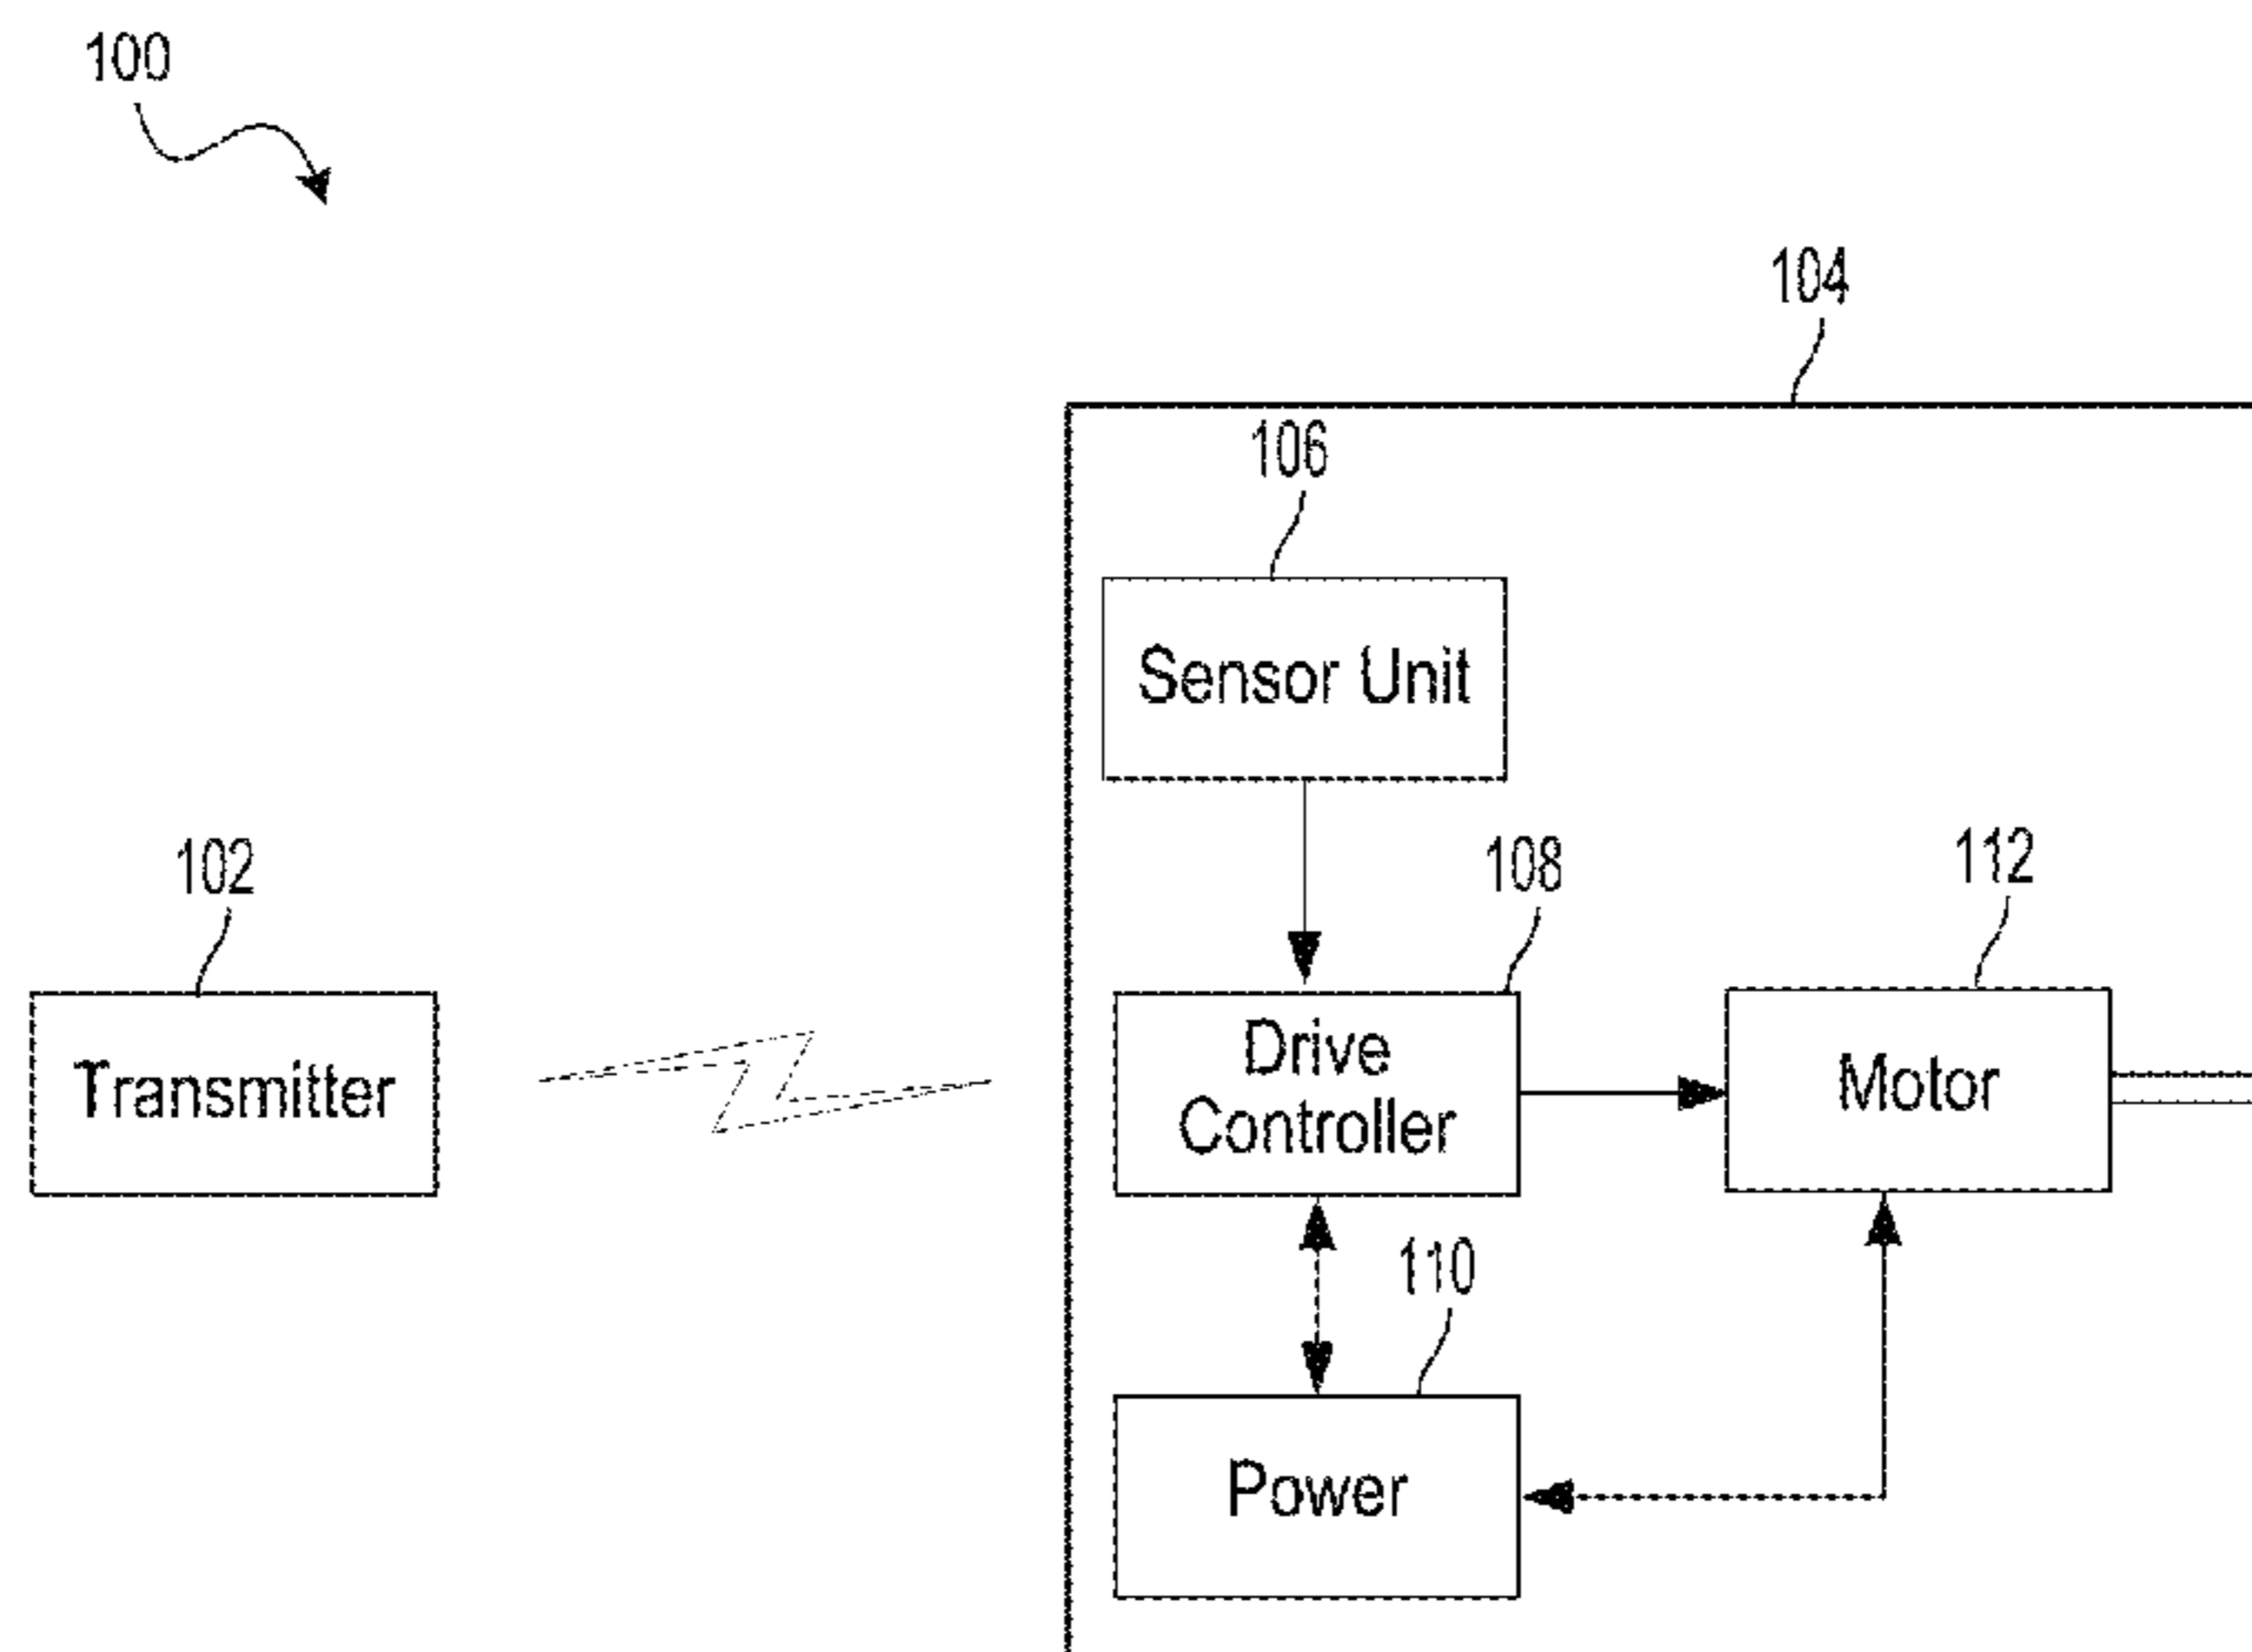 100
104
106
Sensor Unit
102
108
112
Transmitter
Drive
Controller
Motor
110
Power